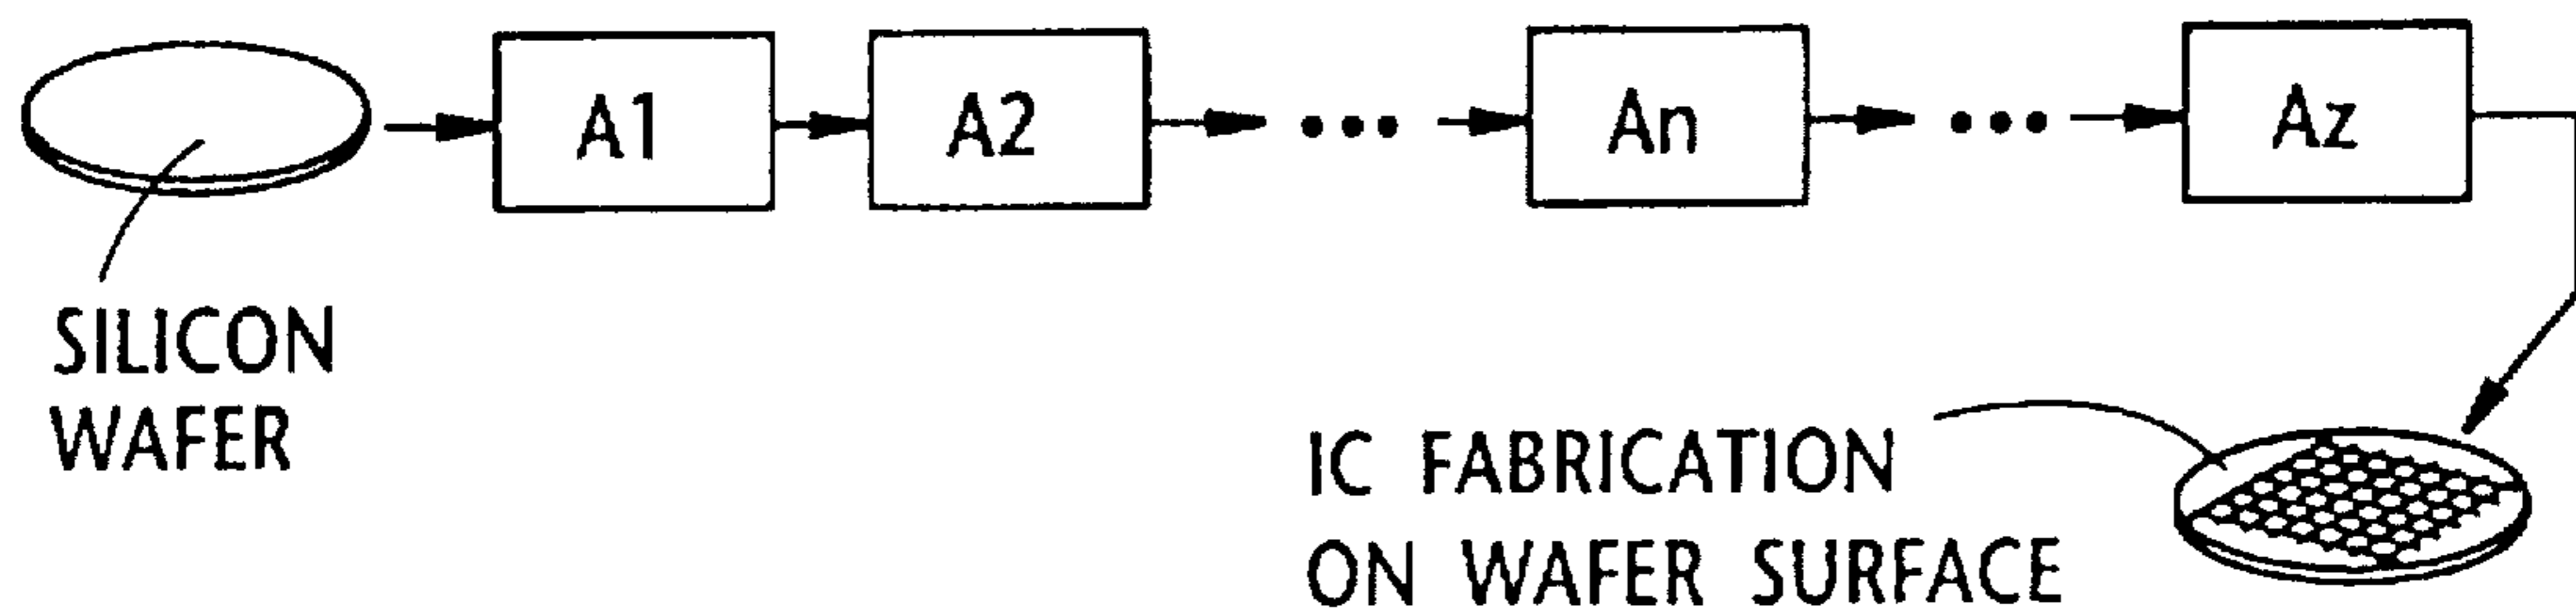 A1 A2 ••• An ••• Az
SILICON
WAFER
IC FABRICATION
ON WAFER SURFACE